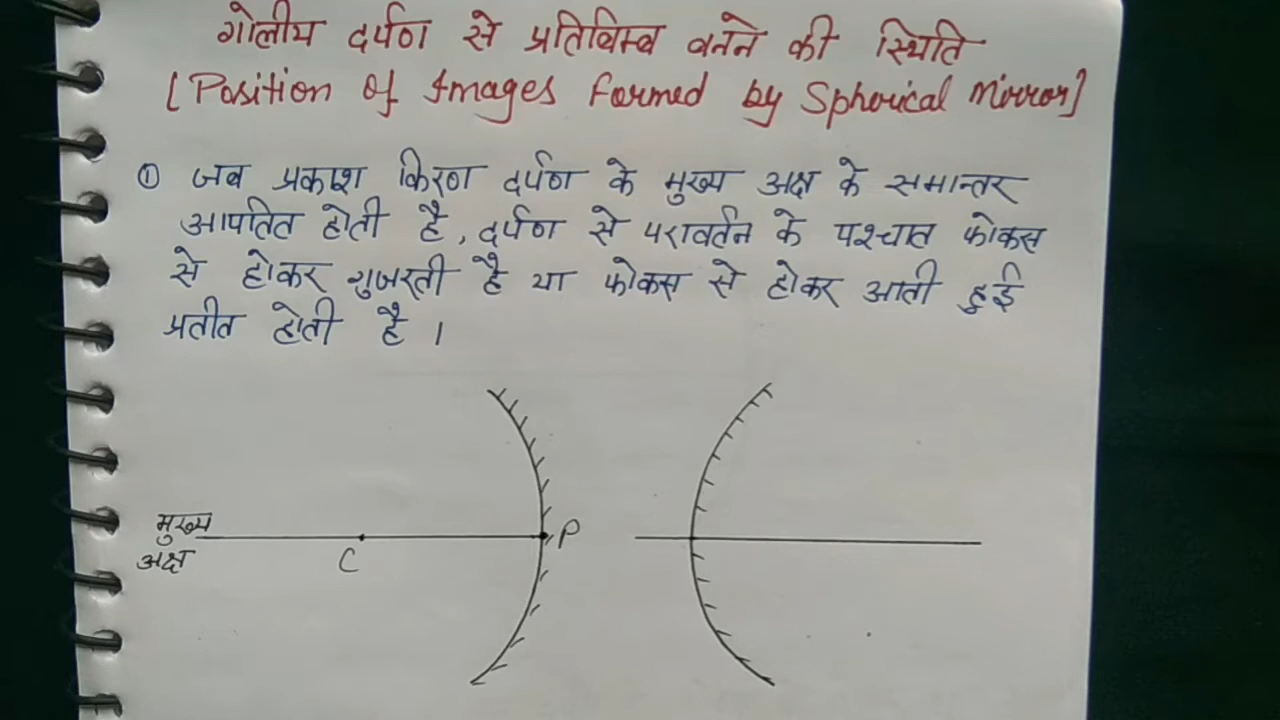 गोलीय दर्पण से प्रतिविम्व वनने की स्थिति
[Position of Images formed by Spherical Mirror]
① जब प्रकाश किरण दर्पण के मुख्य अक्ष के समान्तर
आपतित होती है, दर्पण से परावर्तन के पश्चात फोकस
से होकर गुजरती है या फोकस से होकर आती हुई
प्रतीत होती है ।
मुख्य
अक्ष
C
P